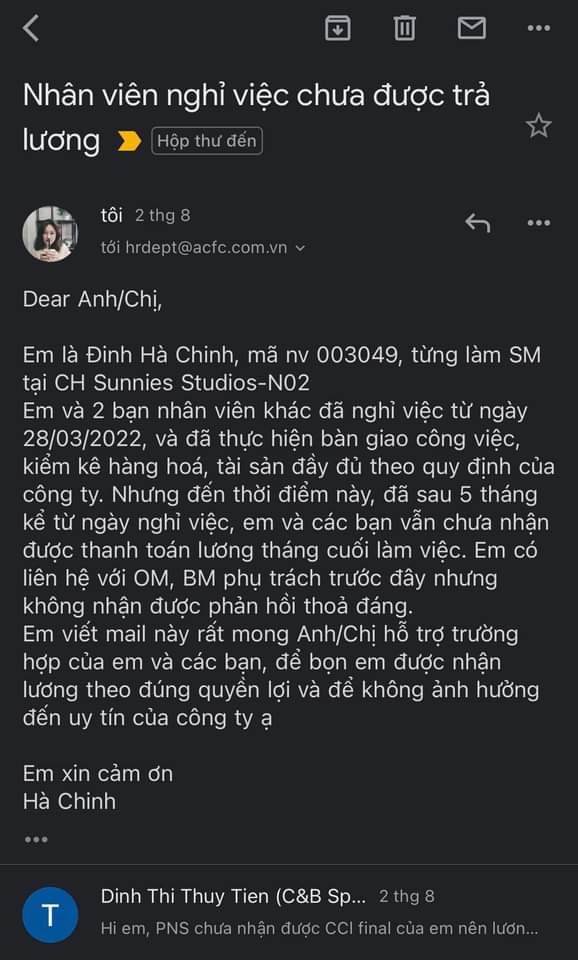 Nhân viên nghỉ việc chưa được trả
lương Hộp thư đến
tôi 2 thg 8
tới hrdept@acfc.com.vn
Dear Anh/Chị,
Em là Đinh Hà Chinh, mã nv 003049, từng làm SM
tại CH Sunnies Studios-N02
Em và 2 bạn nhân viên khác đã nghỉ việc từ ngày
28/03/2022, và đã thực hiện bàn giao công việc,
kiểm kê hàng hoá, tài sản đầy đủ theo quy định của
công ty. Nhưng đến thời điểm này, đã sau 5 tháng
kể từ ngày nghỉ việc, em và các bạn vẫn chưa nhận
được thanh toán lương tháng cuối làm việc. Em có
liên hệ với OM, BM phụ trách trước đây nhưng
không nhận được phản hồi thoả đáng.
Em viết mail này rất mong Anh/Chị hỗ trợ trường
hợp của em và các bạn, để bọn em được nhận
lương theo đúng quyền lợi và để không ảnh hưởng
đến uy tín của công ty ạ
Em xin cảm ơn
Hà Chinh
T
Dinh Thi Thuy Tien (C&B Sp... 2 thg 8
Hi em, PNS chưa nhận được CCI final của em nên lươn...